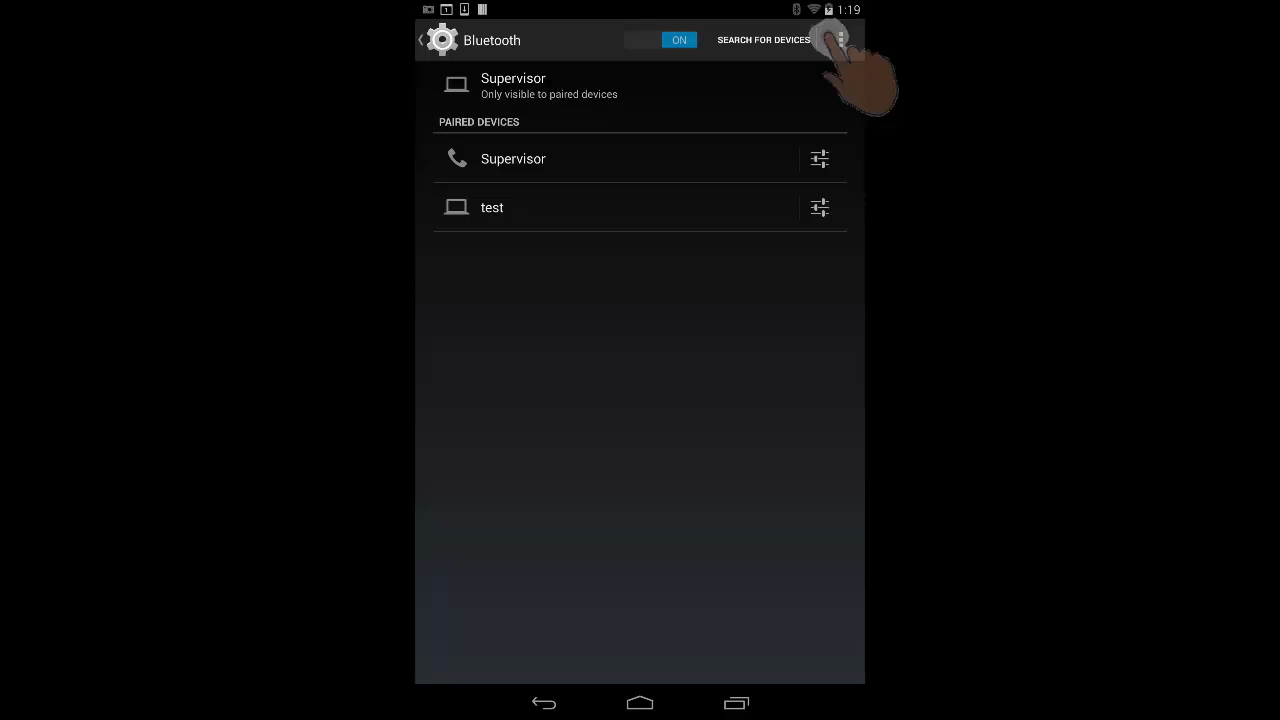 1:19
Bluetooth ON SEARCH FOR DEVICES
Supervisor
Only visible to paired devices
PAIRED DEVICES
Supervisor
test